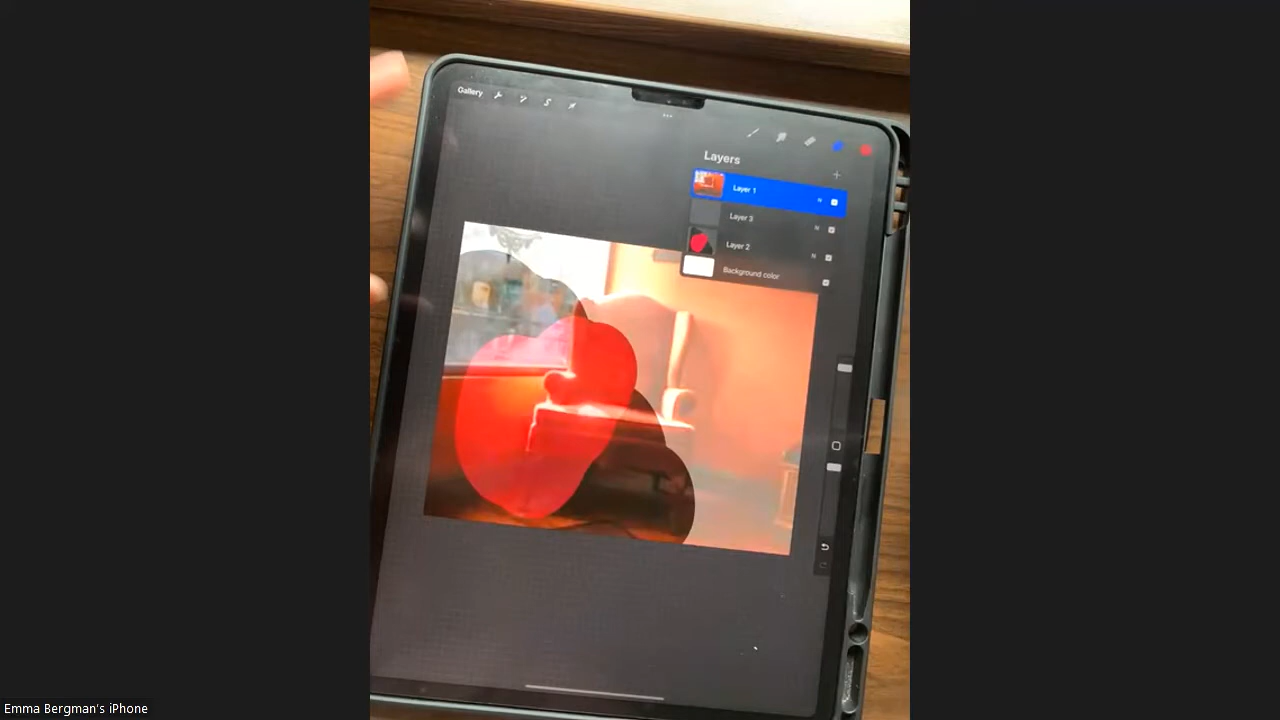 Gallery
Layers
Layer 1
N
Layer 3
N
Layer 2
N
Background color
Emma Bergman's iPhone